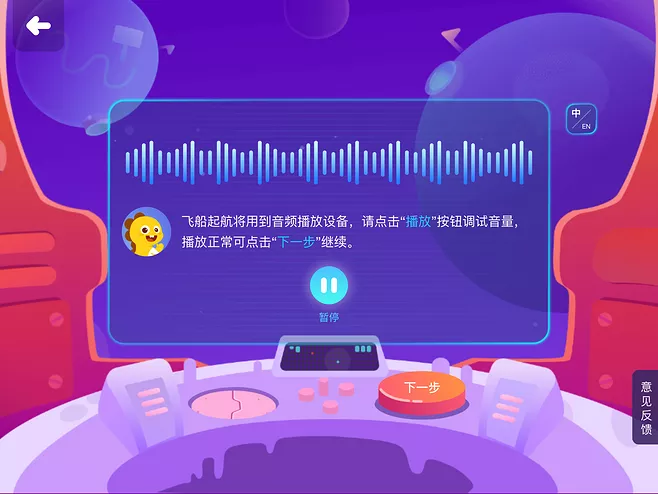 中/EN
飞船起航将用到音频播放设备，请点击“播放”按钮调试音量，
播放正常可点击“下一步”继续。
暂停
下一步
意见反馈